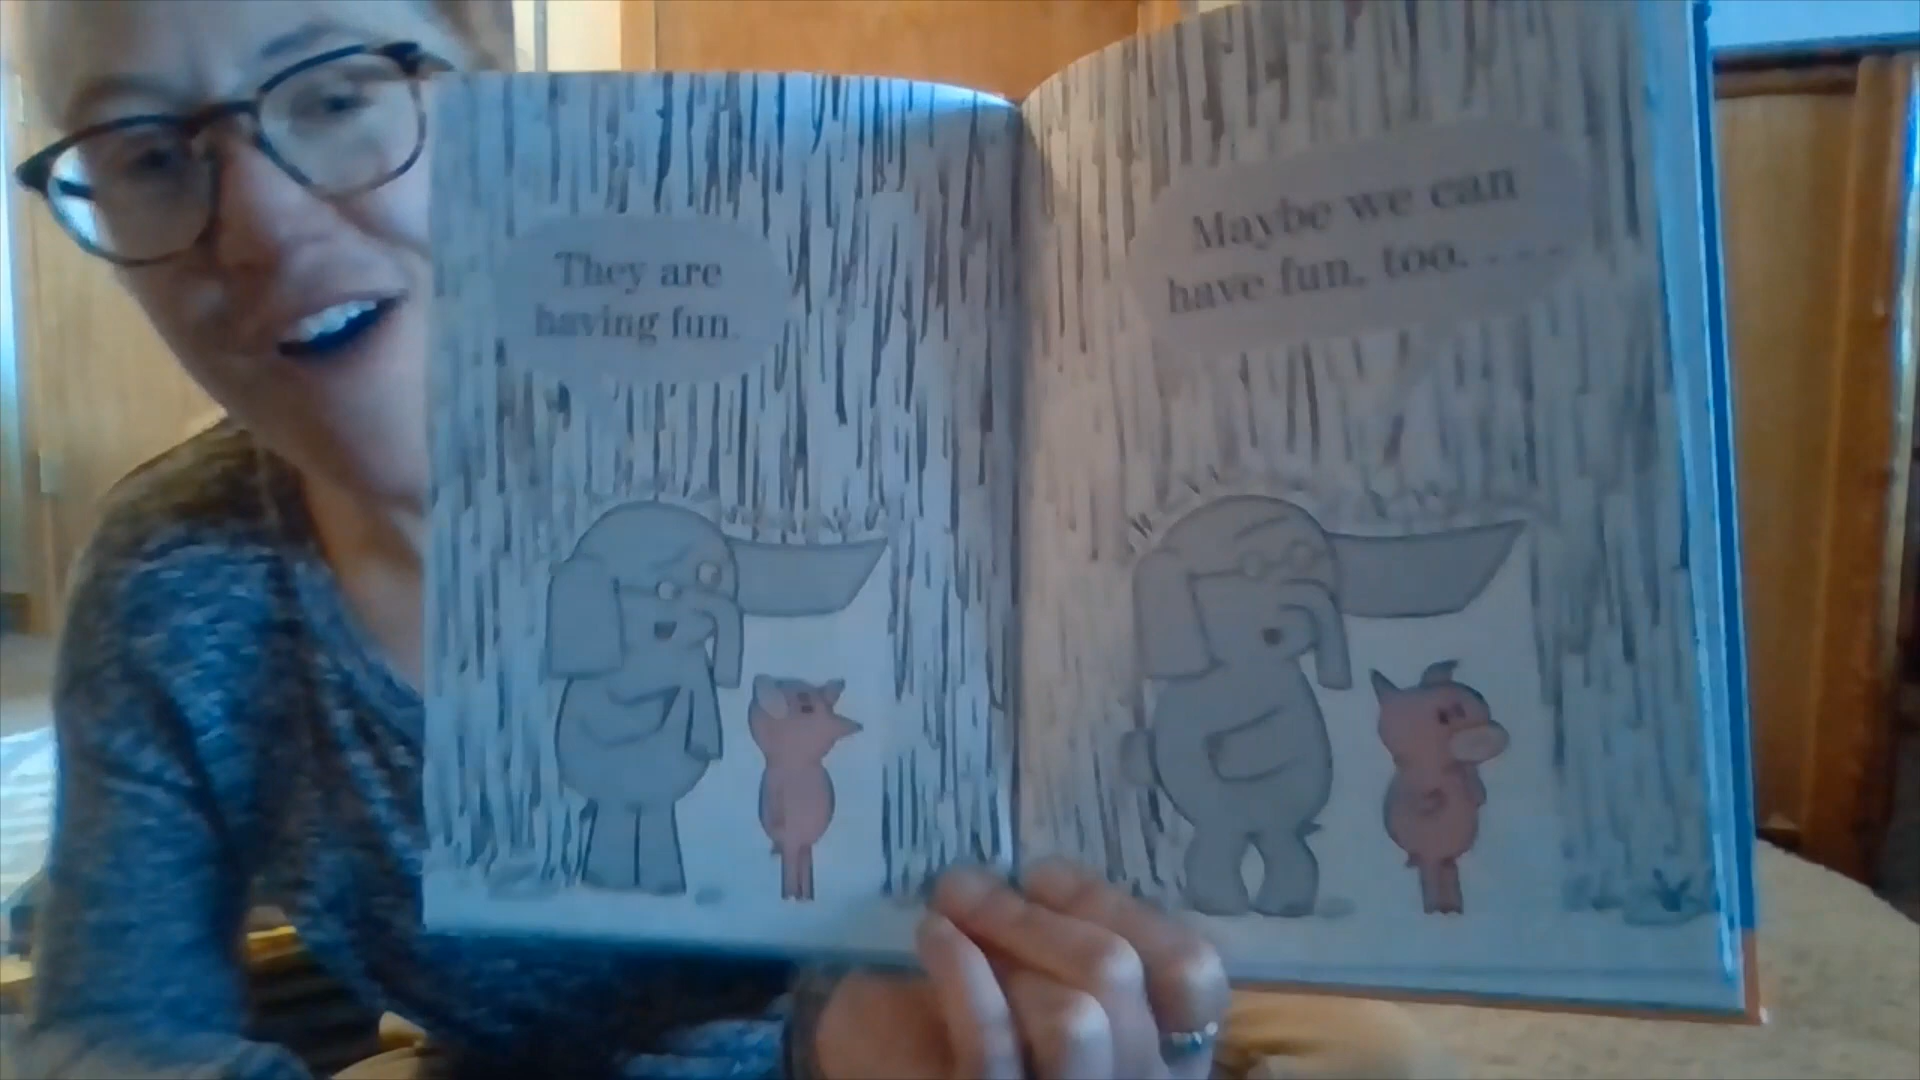 They are
having fun.
Maybe we can
have fun, too. . . . .